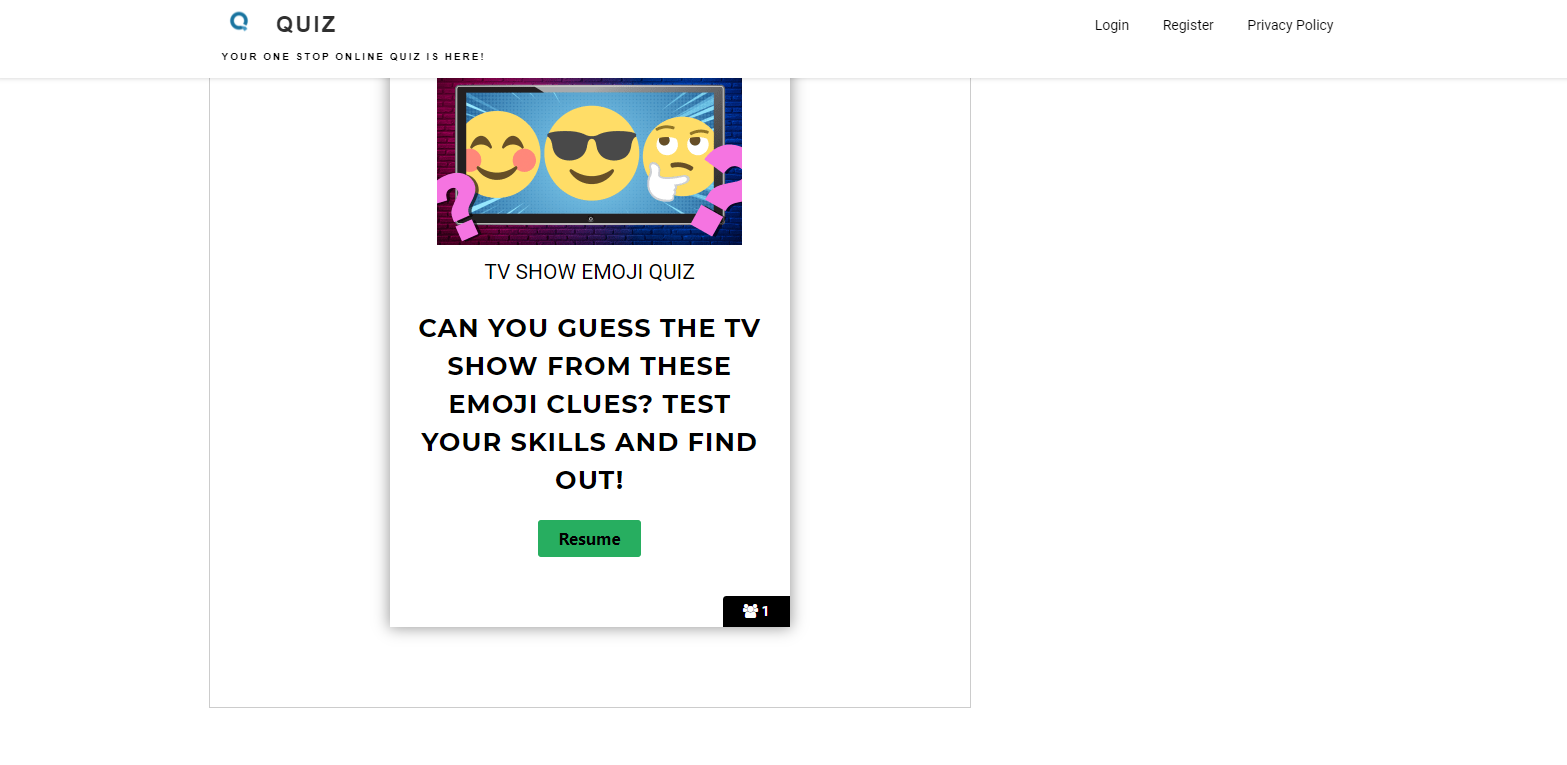 QUIZ
Login
Register
Privacy Policy
YOUR ONE STOP ONLINE QUIZ IS HERE!
? ?
TV SHOW EMOJI QUIZ
CAN YOU GUESS THE TV
SHOW FROM THESE
EMOJI CLUES? TEST
YOUR SKILLS AND FIND
OUT!
Resume
1